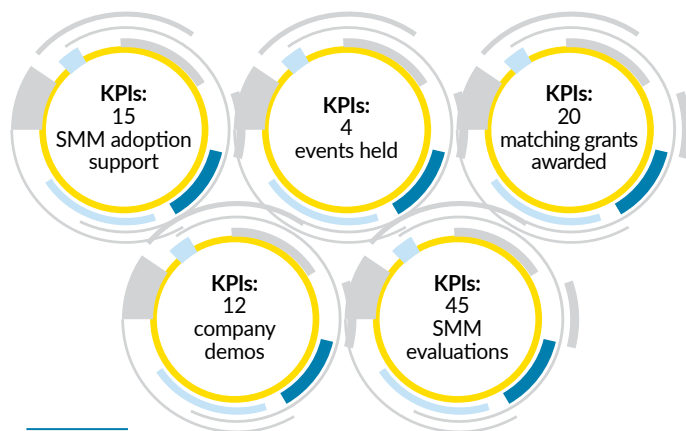 KPIs:
15
SMM adoption
support
KPIs:
4
events held
KPIs:
20
matching grants
awarded
KPIs:
12
company
demos
KPIs:
45
SMM
evaluations